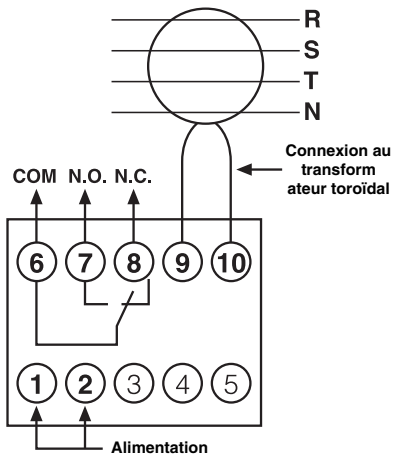 R
S
T
N
Connexion au
transform
ateur toroïdal
COM N.O. N.C.
6 7 8 9 10
1 2 3 4 5
Alimentation